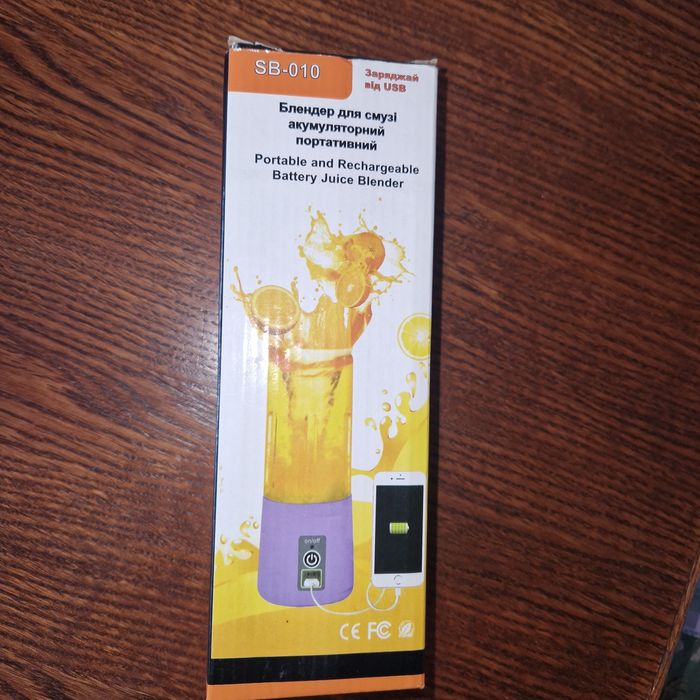 SB-010
Заряджай
від USB
Блендер для смузі
акумуляторний
портативний
Portable and Rechargeable
Battery Juice Blender
on/off
CE FC